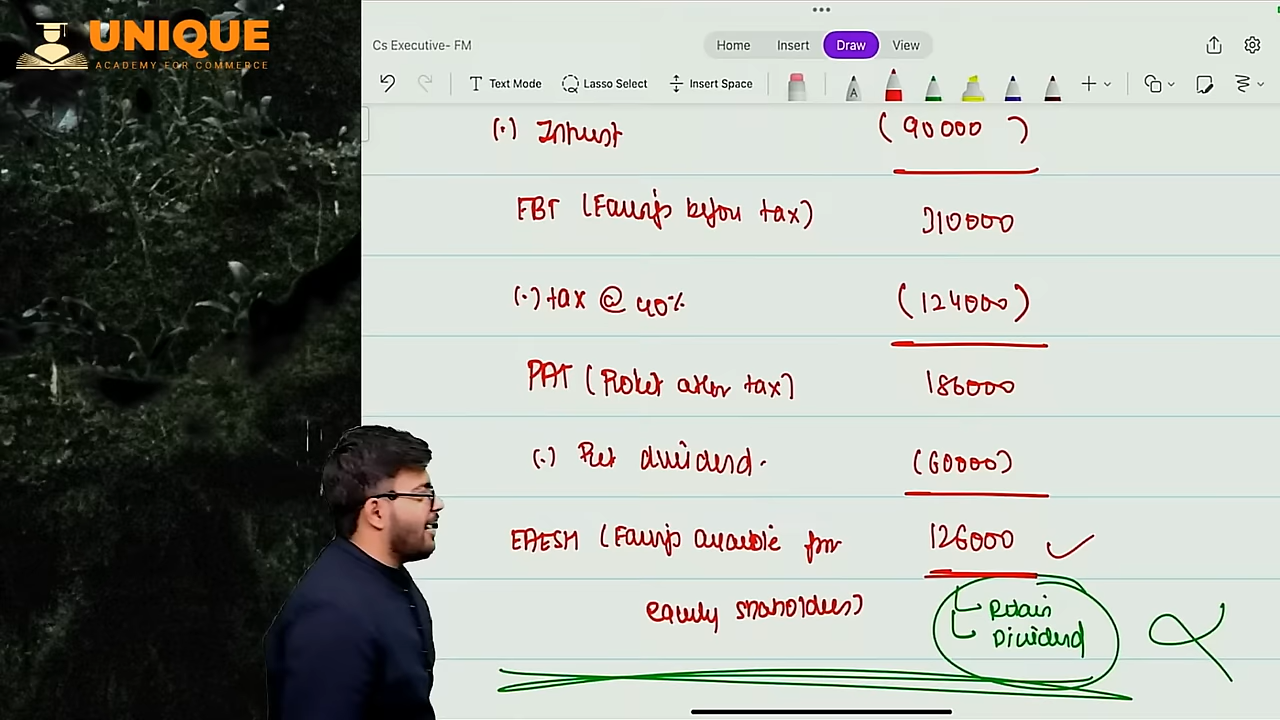 UNIQUE
ACADEMY FOR COMMERCE
Cs Executive- FM
Home Insert Draw View
Text Mode Lasso Select Insert Space
(-) Interest (90000)
EBT (Earnings before tax) 310000
(-) tax @ 40% (124000)
PAT (Profit after tax) 186000
(-) Pref dividend. (60000)
EAESH (Earnings available for 126000
equity shareholders)
Retain
Dividend